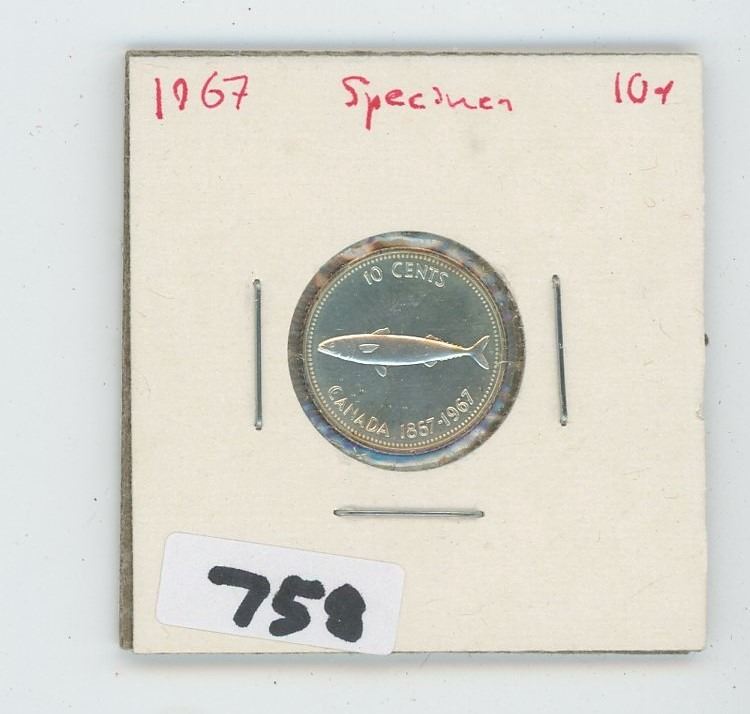 1967 Specimen 10¢
10 CENTS
CANADA 1867-1967
758